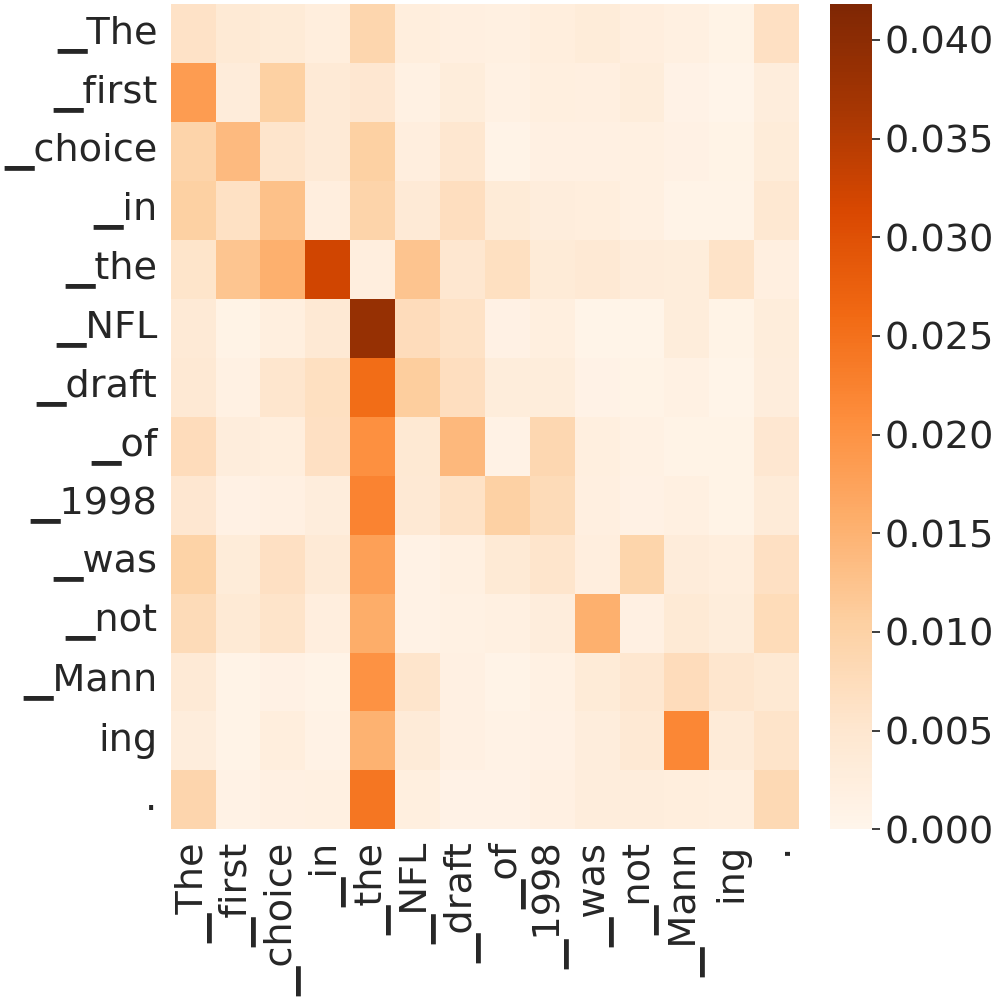 _The
_first
_choice
_in
_the
_NFL
_draft
_of
_1998
_was
_not
_Mann
ing
.
_The
_first
_choice
_in
_the
_NFL
_draft
_of
_1998
_was
_not
_Mann
ing
.
0.040
0.035
0.030
0.025
0.020
0.015
0.010
0.005
0.000